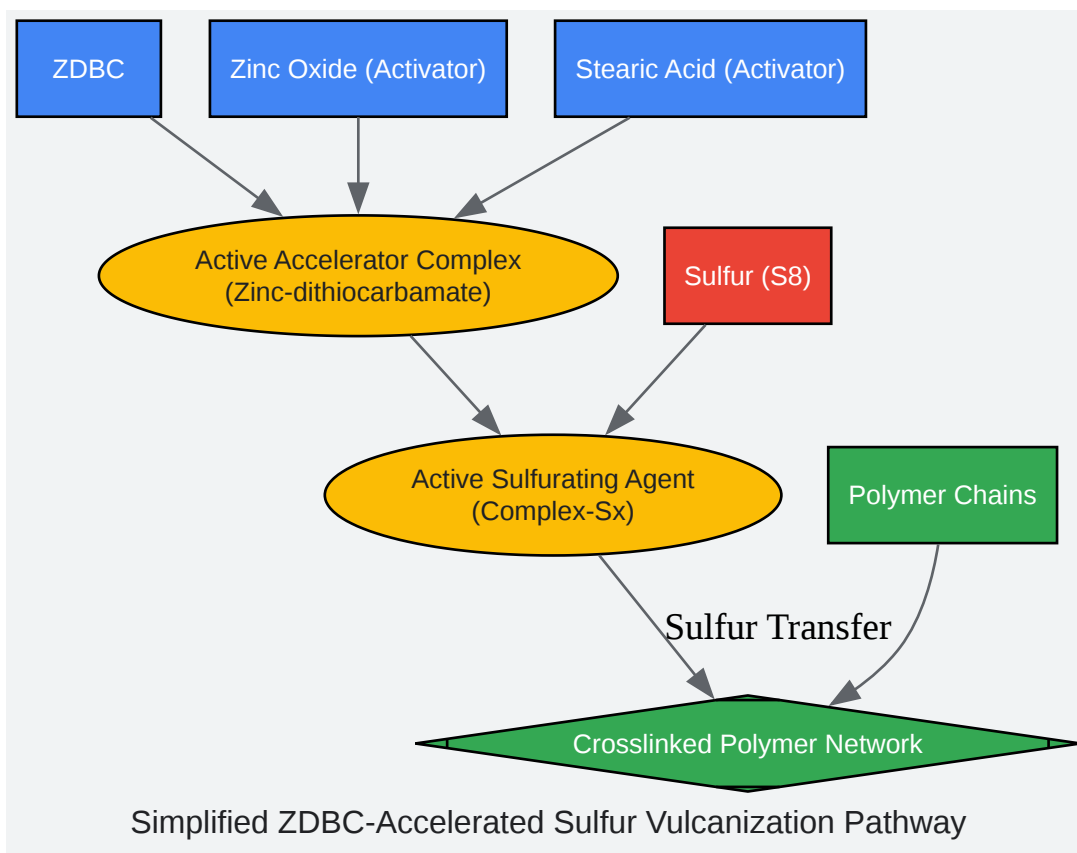 ZDBC
Zinc Oxide (Activator)
Stearic Acid (Activator)
Active Accelerator Complex
(Zinc-dithiocarbamate)
Sulfur (S8)
Active Sulfurating Agent
(Complex-Sx)
Polymer Chains
Sulfur Transfer
Crosslinked Polymer Network
Simplified ZDBC-Accelerated Sulfur Vulcanization Pathway